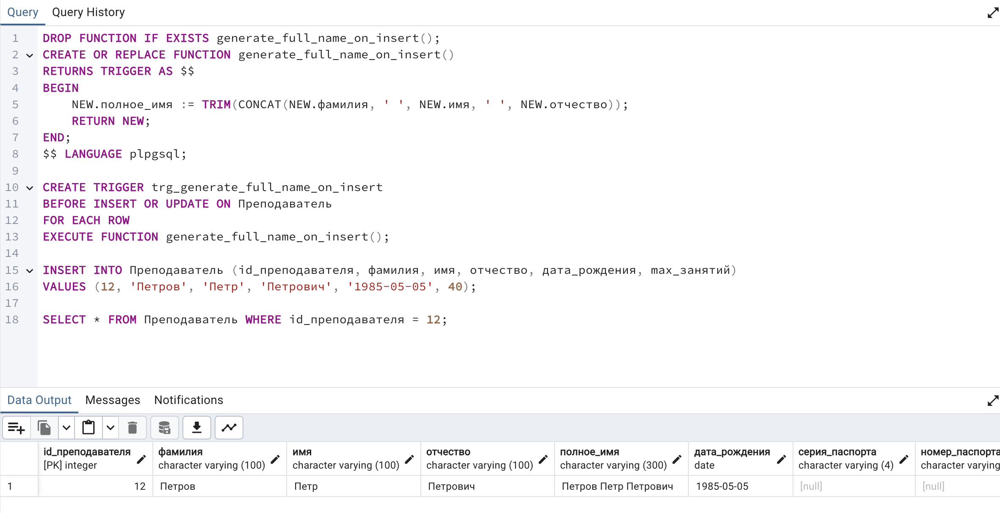 Query Query History
1 DROP FUNCTION IF EXISTS generate_full_name_on_insert();
2 CREATE OR REPLACE FUNCTION generate_full_name_on_insert()
3 RETURNS TRIGGER AS $$
4 BEGIN
5 NEW.полное_имя := TRIM(CONCAT(NEW.фамилия, ' ', NEW.имя, ' ', NEW.отчество));
6 RETURN NEW;
7 END;
8 $$ LANGUAGE plpgsql;
9
10 CREATE TRIGGER trg_generate_full_name_on_insert
11 BEFORE INSERT OR UPDATE ON Преподаватель
12 FOR EACH ROW
13 EXECUTE FUNCTION generate_full_name_on_insert();
14
15 INSERT INTO Преподаватель (id_преподавателя, фамилия, имя, отчество, дата_рождения, max_занятий)
16 VALUES (12, 'Петров', 'Петр', 'Петрович', '1985-05-05', 40);
17
18 SELECT * FROM Преподаватель WHERE id_преподавателя = 12;
Data Output Messages Notifications
id_преподавателя фамилия имя отчество полное_имя дата_рождения серия_паспорта номер_паспорта
[PK] integer character varying (100) character varying (100) character varying (100) character varying (300) date character varying (4) character varying
1 12 Петров Петр Петрович Петров Петр Петрович 1985-05-05 [null] [null]